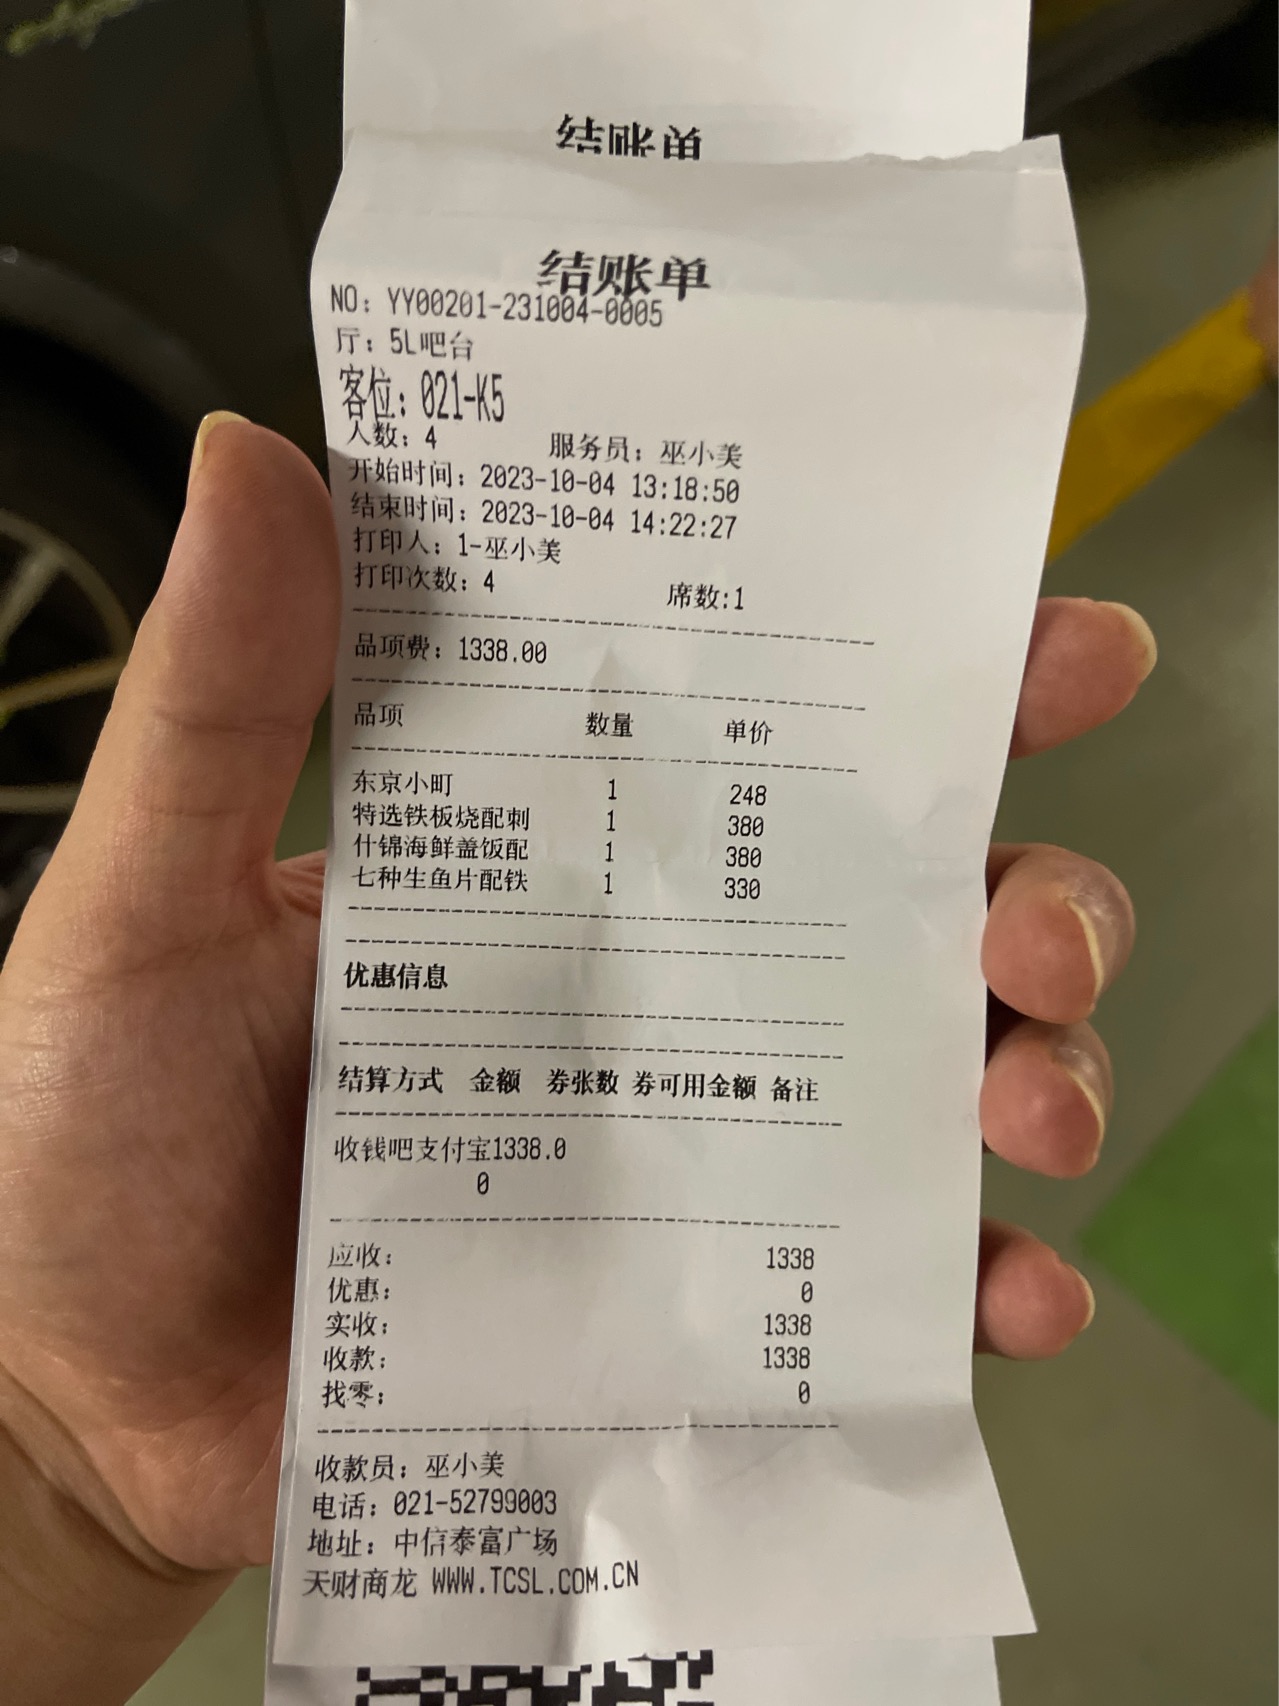 结账单
结账单
NO: YY00201-231004-0005
厅: 5L吧台
客位: 021-K5
人数: 4 服务员: 巫小美
开始时间: 2023-10-04 13:18:50
结束时间: 2023-10-04 14:22:27
打印人: 1-巫小美
打印次数: 4 席数:1
品项费: 1338.00
品项 数量 单价
东京小町 1 248
特选铁板烧配刺 1 380
什锦海鲜盖饭配 1 380
七种生鱼片配铁 1 330
优惠信息
结算方式 金额 券张数 券可用金额 备注
收钱吧支付宝1338.0
0
应收: 1338
优惠: 0
实收: 1338
收款: 1338
找零: 0
收款员: 巫小美
电话: 021-52799003
地址: 中信泰富广场
天财商龙 WWW.TCSL.COM.CN